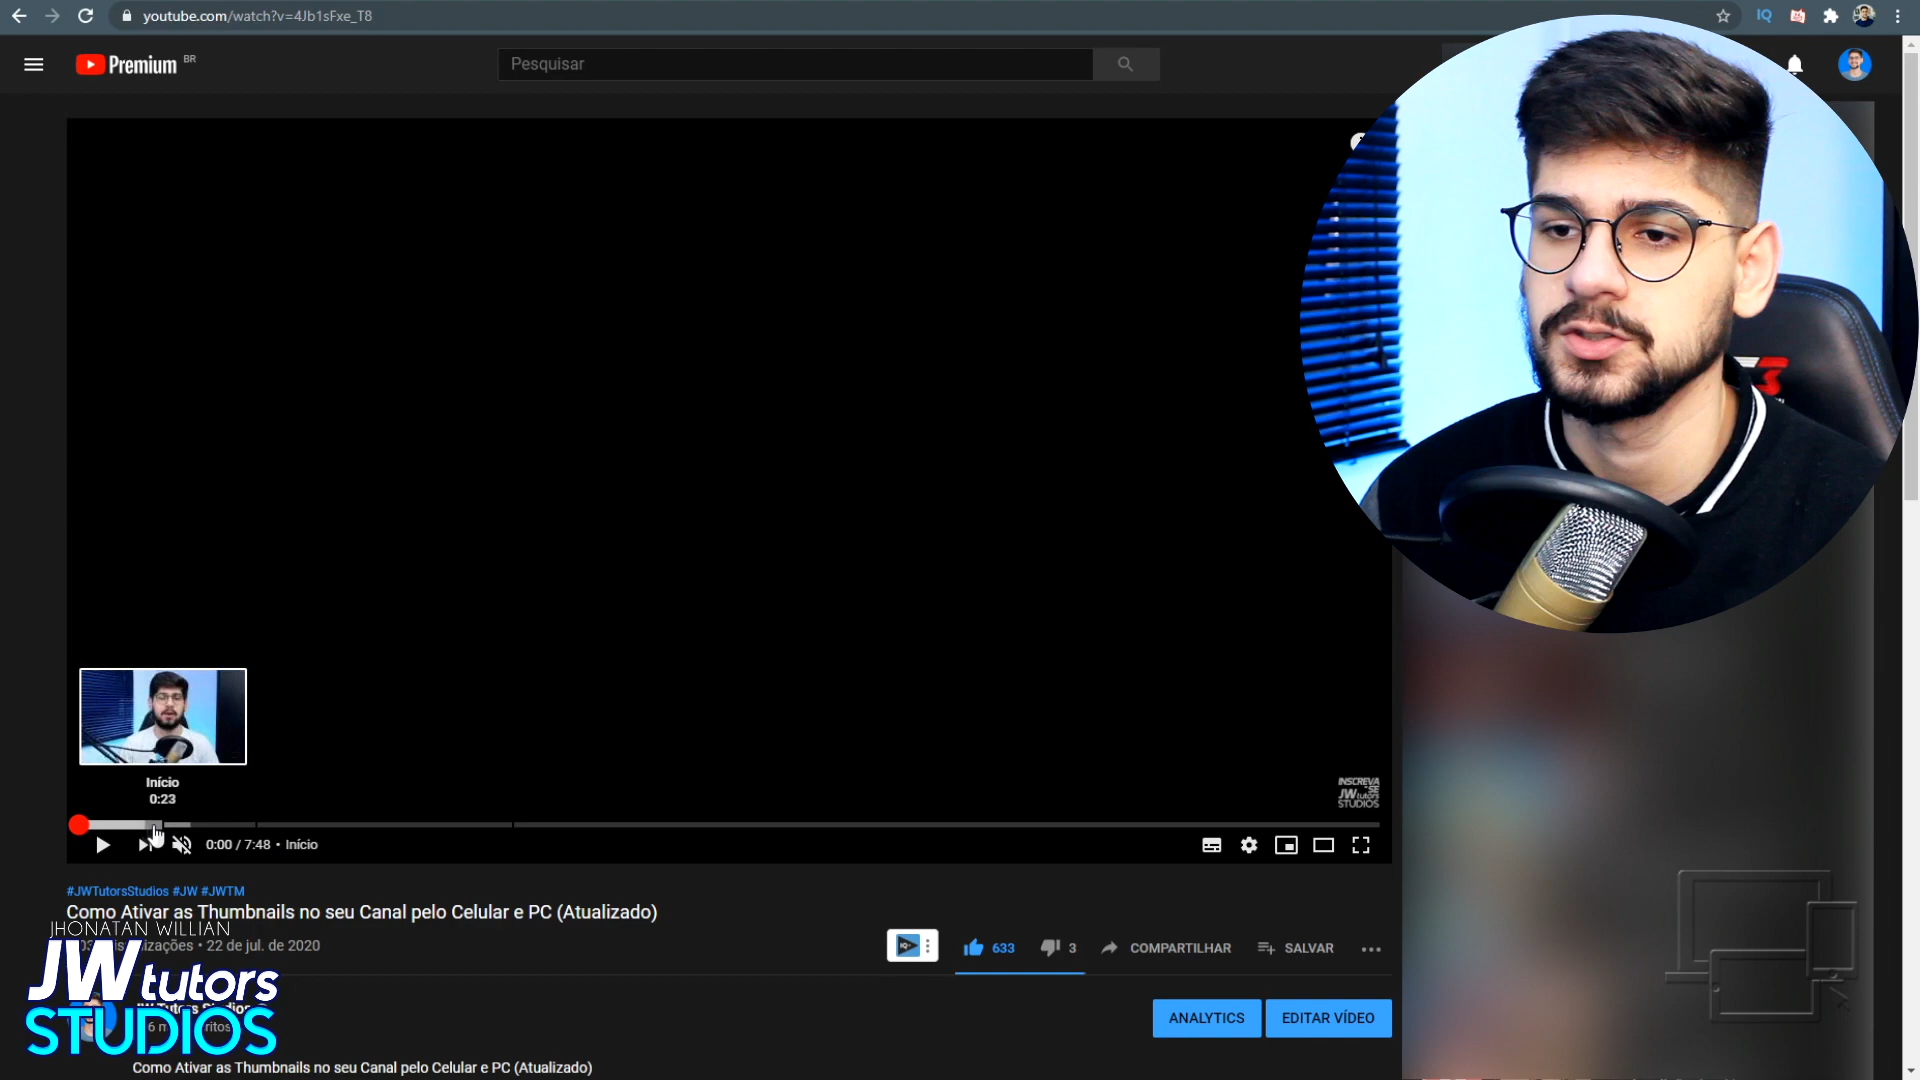 youtube.com/watch?v=4Jb1sFxe_T8
IQ
Premium BR
Pesquisar
Início
0:23
INSCREVA
-SE
JW tutors
STUDIOS
0:00 / 7:48 • Início
#JWTutorsStudios #JW #JWTM
Como Ativar as Thumbnails no seu Canal pelo Celular e PC (Atualizado)
JHONATAN WILLIAN
22 de jul. de 2020
633
3
COMPARTILHAR
SALVAR
JW tutors
STUDIOS
ANALYTICS
EDITAR VÍDEO
Como Ativar as Thumbnails no seu Canal pelo Celular e PC (Atualizado)